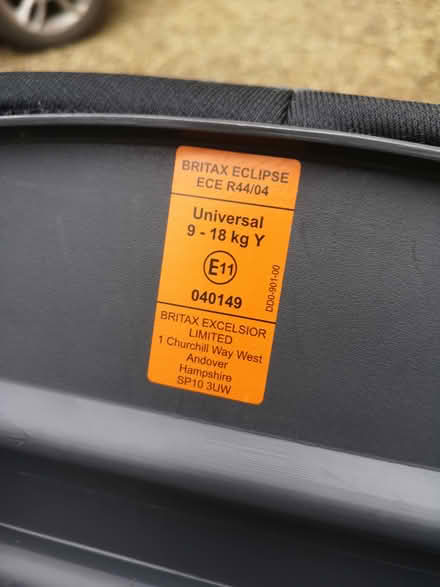 BRITAX ECLIPSE
ECE R44/04
Universal
9 - 18 kg Y
E11
040149
DD0-901-00
BRITAX EXCELSIOR
LIMITED
1 Churchill Way West
Andover
Hampshire
SP10 3UW